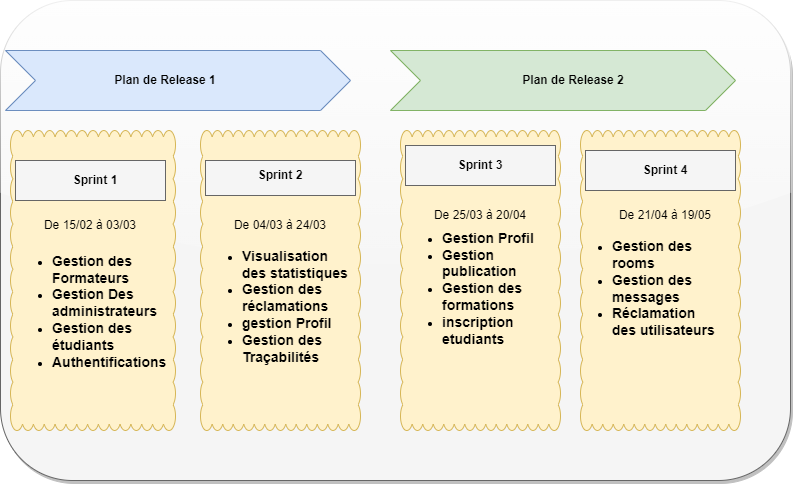 Plan de Release 1
Plan de Release 2
Sprint 1
De 15/02 à 03/03
Gestion des
Formateurs
Gestion Des
administrateurs
Gestion des
étudiants
Authentifications
Sprint 2
De 04/03 à 24/03
Visualisation
des statistiques
Gestion des
réclamations
gestion Profil
Gestion des
Traçabilités
Sprint 3
De 25/03 à 20/04
Gestion Profil
Gestion
publication
Gestion des
formations
inscription
etudiants
Sprint 4
De 21/04 à 19/05
Gestion des
rooms
Gestion des
messages
Réclamation
des utilisateurs